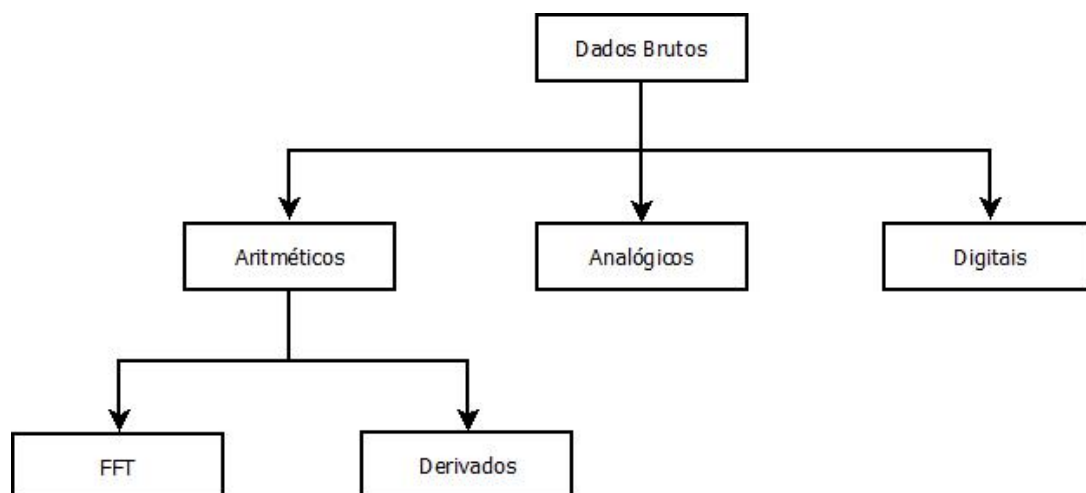 Dados Brutos
Aritméticos
Analógicos
Digitais
FFT
Derivados